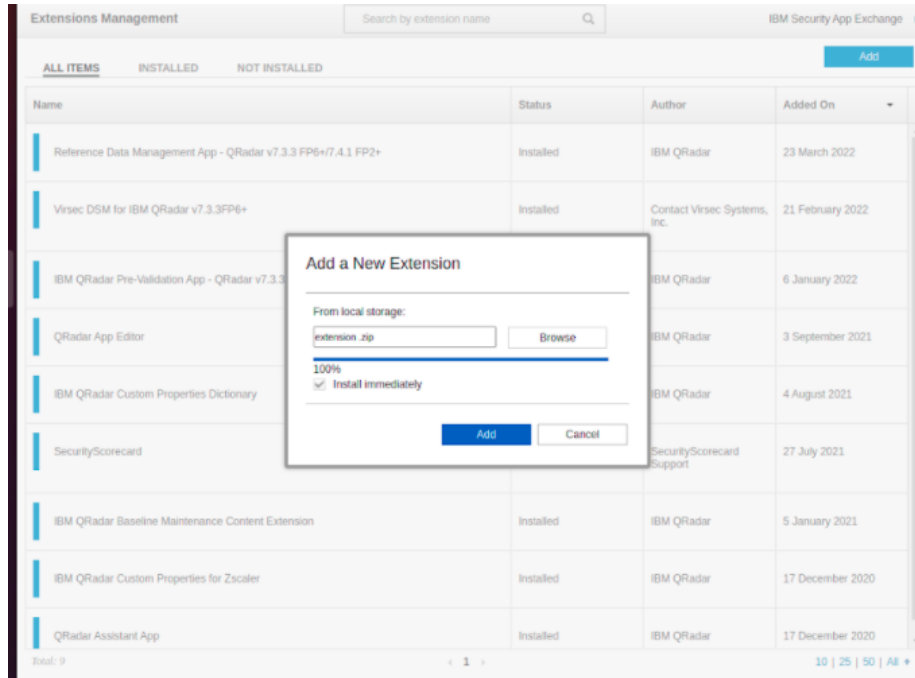 Extensions Management
Search by extension name
IBM Security App Exchange
ALL ITEMS INSTALLED NOT INSTALLED
Add
Name Status Author Added On
Reference Data Management App - QRadar v7.3.3 FP6+/7.4.1 FP2+ Installed IBM QRadar 23 March 2022
Virsec DSM for IBM QRadar v7.3.3FP6+ Installed Contact Virsec Systems, 21 February 2022
Inc.
Add a New Extension
IBM QRadar Pre-Validation App - QRadar v7.3.3 IBM QRadar 6 January 2022
From local storage:
extension .zip Browse
QRadar App Editor IBM QRadar 3 September 2021
100%
Install immediately
IBM QRadar Custom Properties Dictionary IBM QRadar 4 August 2021
Add Cancel
SecurityScorecard SecurityScorecard 27 July 2021
Support
IBM QRadar Baseline Maintenance Content Extension Installed IBM QRadar 5 January 2021
IBM QRadar Custom Properties for Zscaler Installed IBM QRadar 17 December 2020
QRadar Assistant App Installed IBM QRadar 17 December 2020
Total: 9 1 10 | 25 | 50 | All